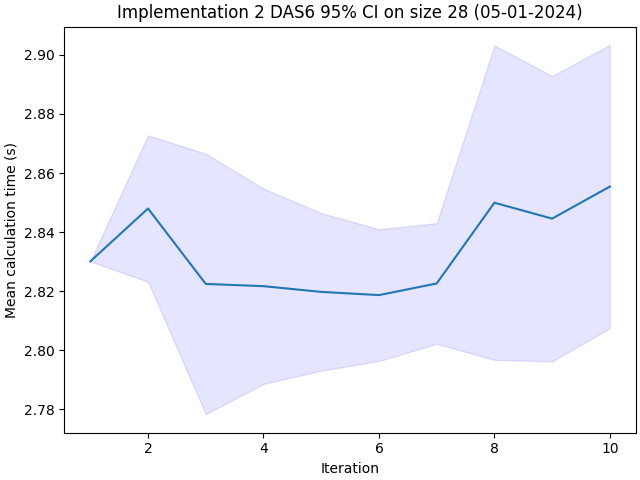 Implementation 2 DAS6 95% CI on size 28 (05-01-2024)
2.90
2.88
2.86
2.84
2.82
2.80
2.78
Mean calculation time (s)
2 4 6 8 10
Iteration